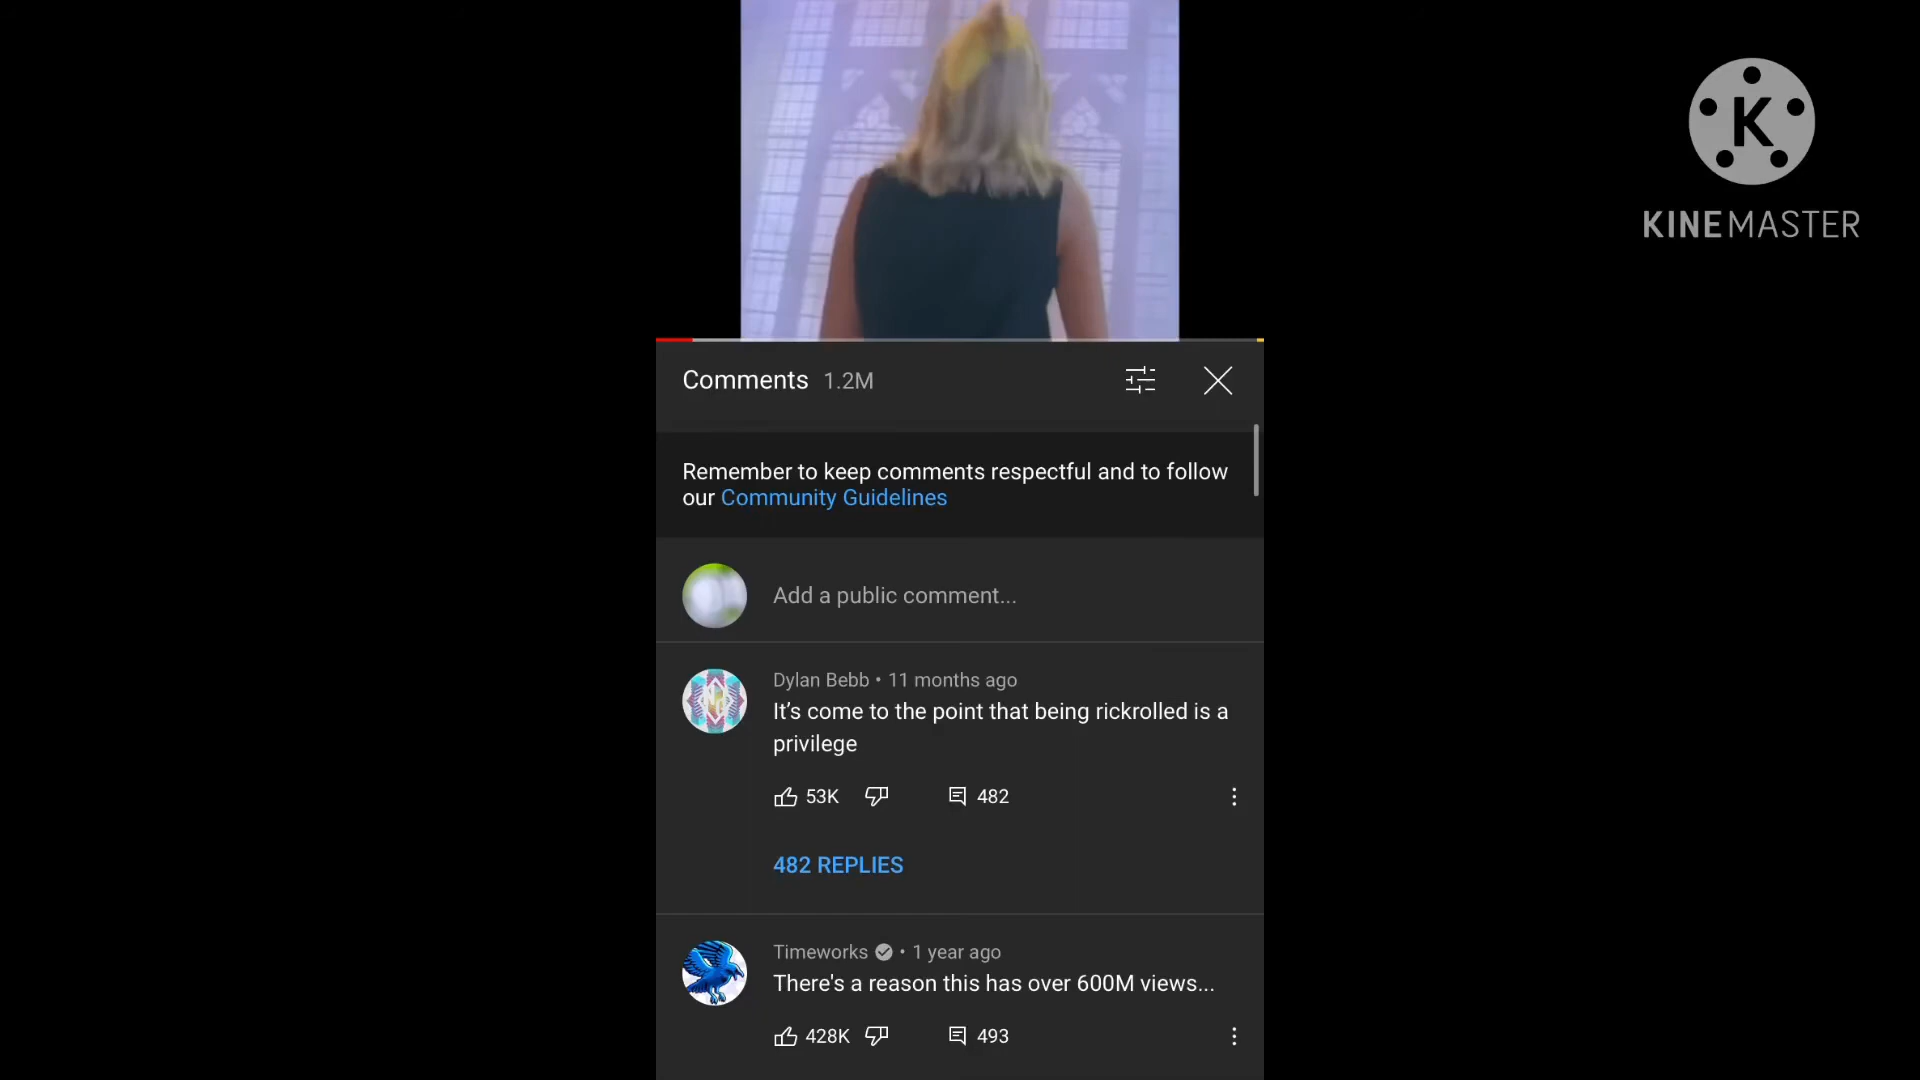 K
KINEMASTER
Comments 1.2M
Remember to keep comments respectful and to follow
our Community Guidelines
Add a public comment...
Dylan Bebb • 11 months ago
It’s come to the point that being rickrolled is a
privilege
53K 482
482 REPLIES
Timeworks • 1 year ago
There's a reason this has over 600M views...
428K 493